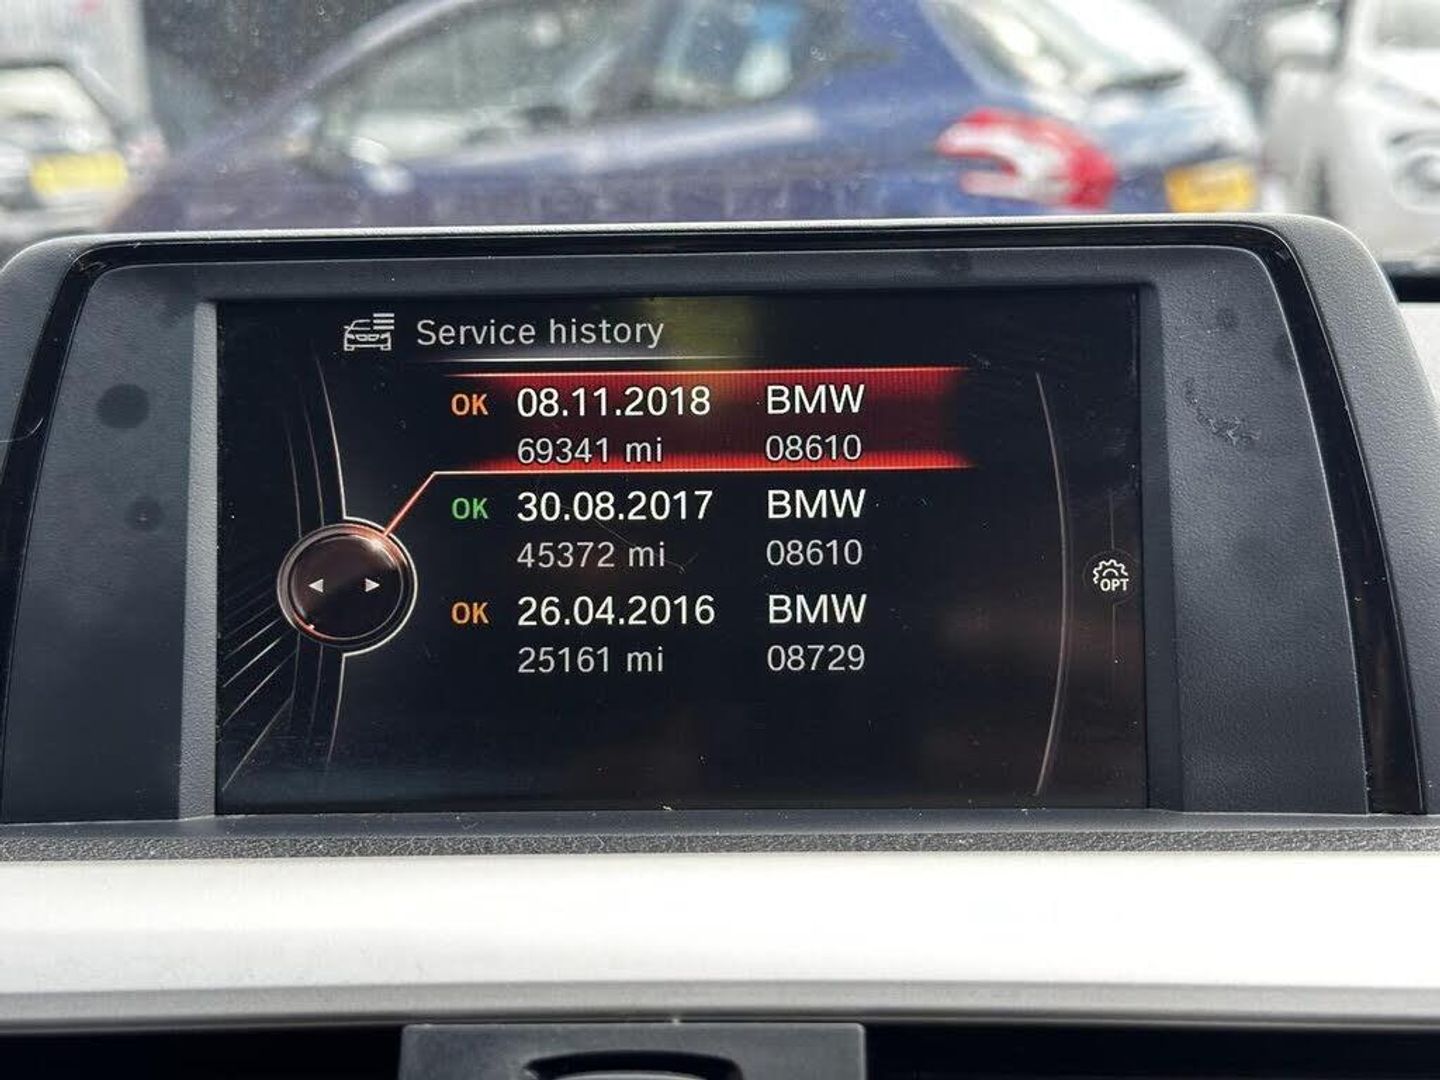 Service history
OK 08.11.2018 BMW
69341 mi 08610
OK 30.08.2017 BMW
45372 mi 08610
OPT
OK 26.04.2016 BMW
25161 mi 08729